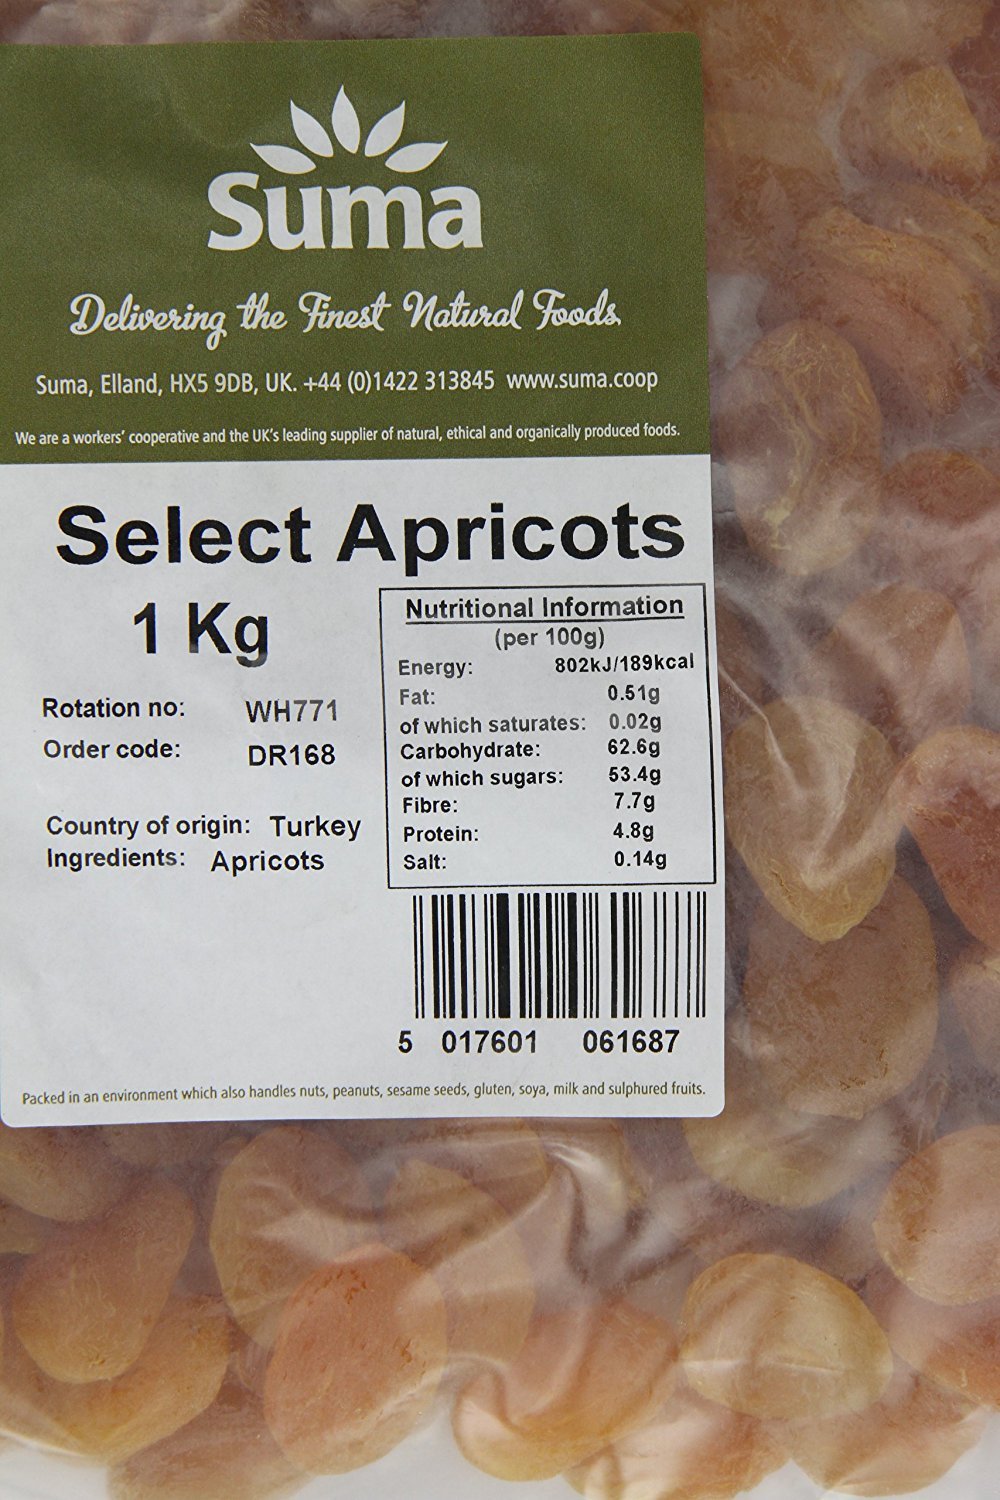 Suma
Delivering the Finest Natural Foods
Suma, Elland, HX5 9DB, UK. +44 (0)1422 313845 www.suma.coop
We are a workers' cooperative and the UK's leading supplier of natural, ethical and organically produced foods.
Select Apricots
1 Kg
Rotation no: WH771
Order code: DR168
Country of origin: Turkey
Ingredients: Apricots
Nutritional Information
(per 100g)
Energy: 802kJ/189kcal
Fat: 0.51g
of which saturates: 0.02g
Carbohydrate: 62.6g
of which sugars: 53.4g
Fibre: 7.7g
Protein: 4.8g
Salt: 0.14g
5 017601 061687
Packed in an environment which also handles nuts, peanuts, sesame seeds, gluten, soya, milk and sulphured fruits.